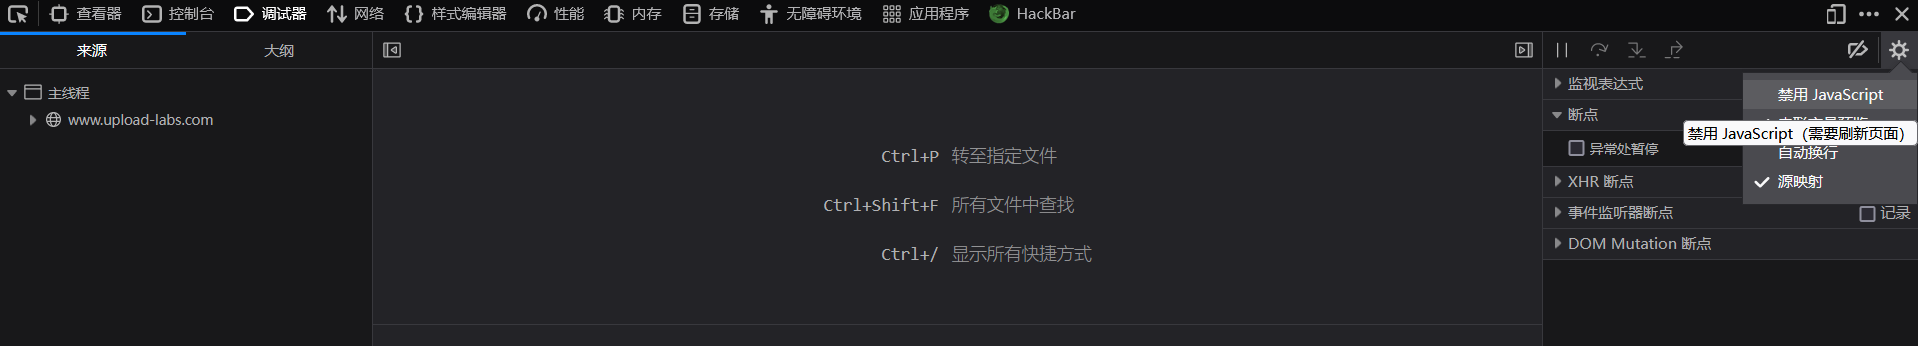 查看器 控制台 调试器 网络 样式编辑器 性能 内存 存储 无障碍环境 应用程序 HackBar
来源 大纲
主线程
www.upload-labs.com
Ctrl+P 转至指定文件
Ctrl+Shift+F 所有文件中查找
Ctrl+/ 显示所有快捷方式
监视表达式
断点
异常处暂停
XHR 断点
事件监听器断点 记录
DOM Mutation 断点
禁用 JavaScript
禁用 JavaScript（需要刷新页面）
自动换行
源映射